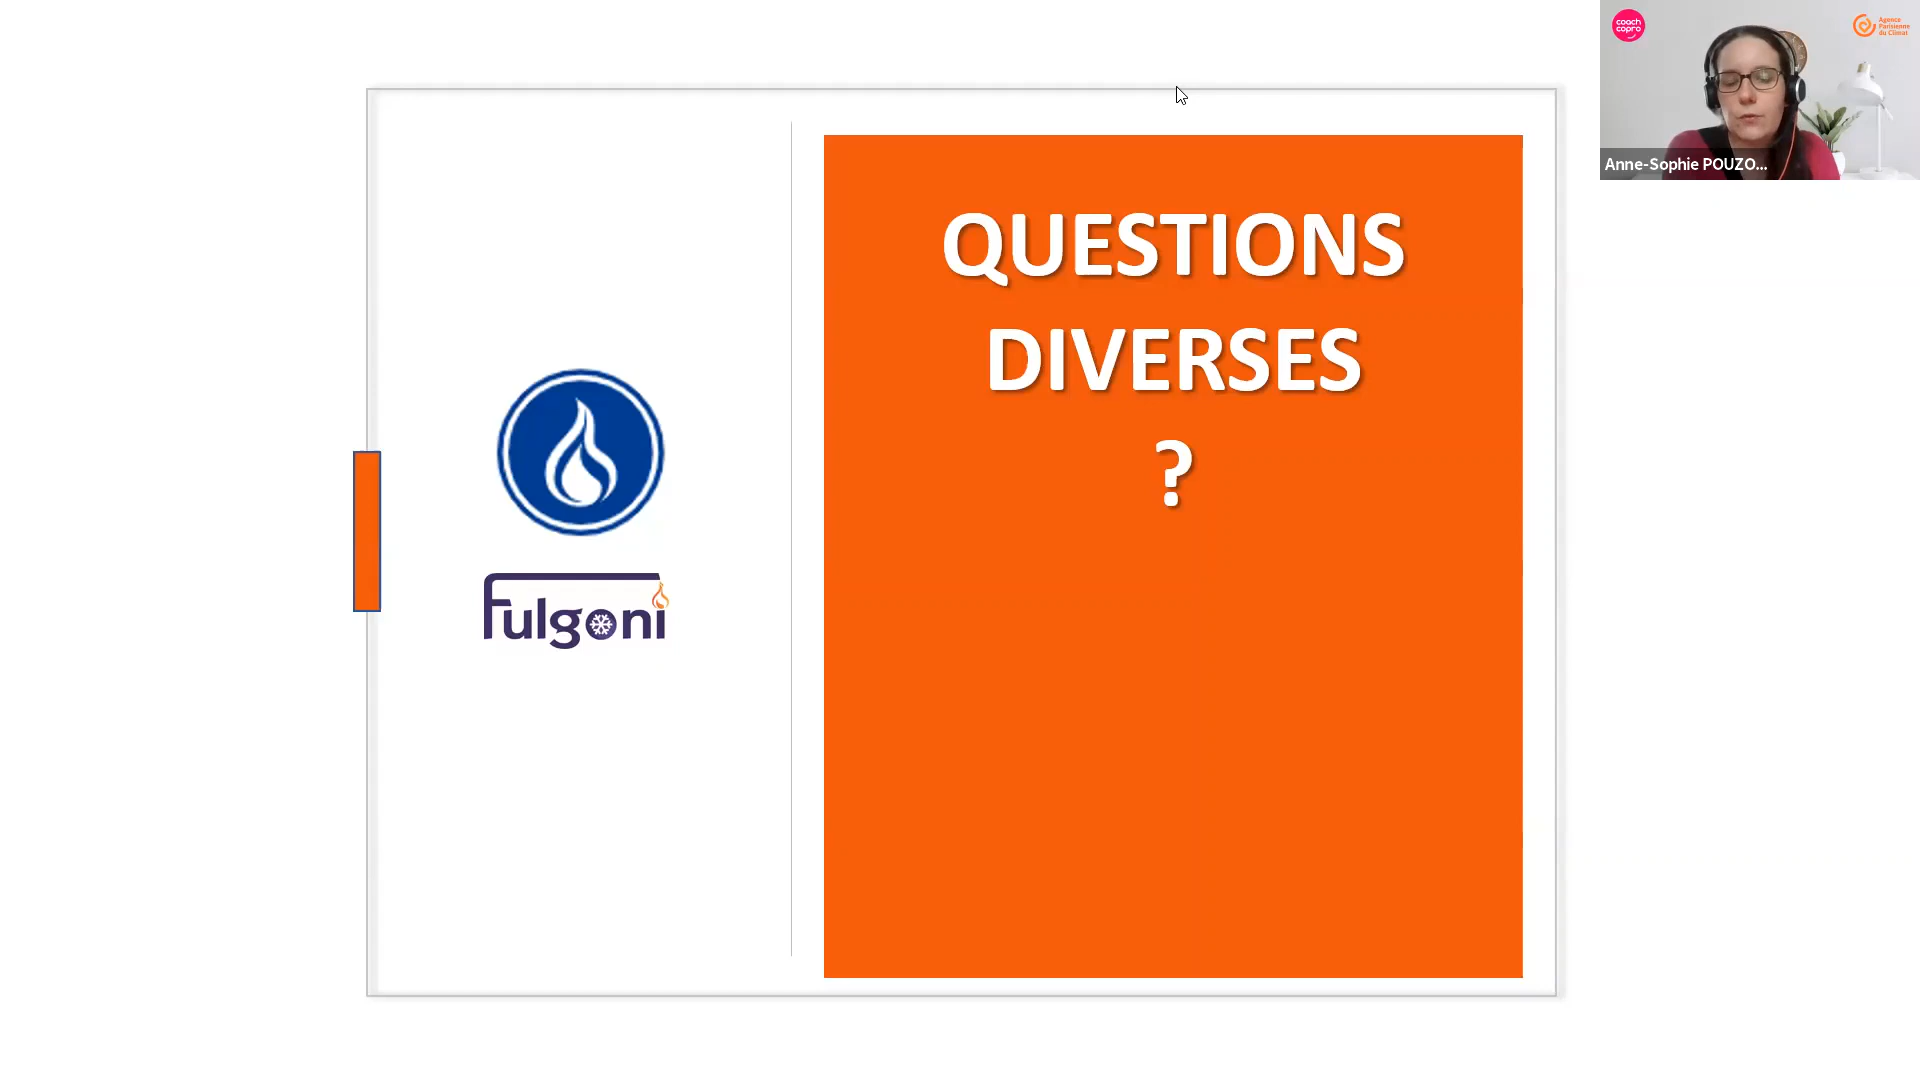 QUESTIONS
DIVERSES
?
Fulgoni
coach
copro
Agence
Parisienne
du Climat
Anne-Sophie POUZO...